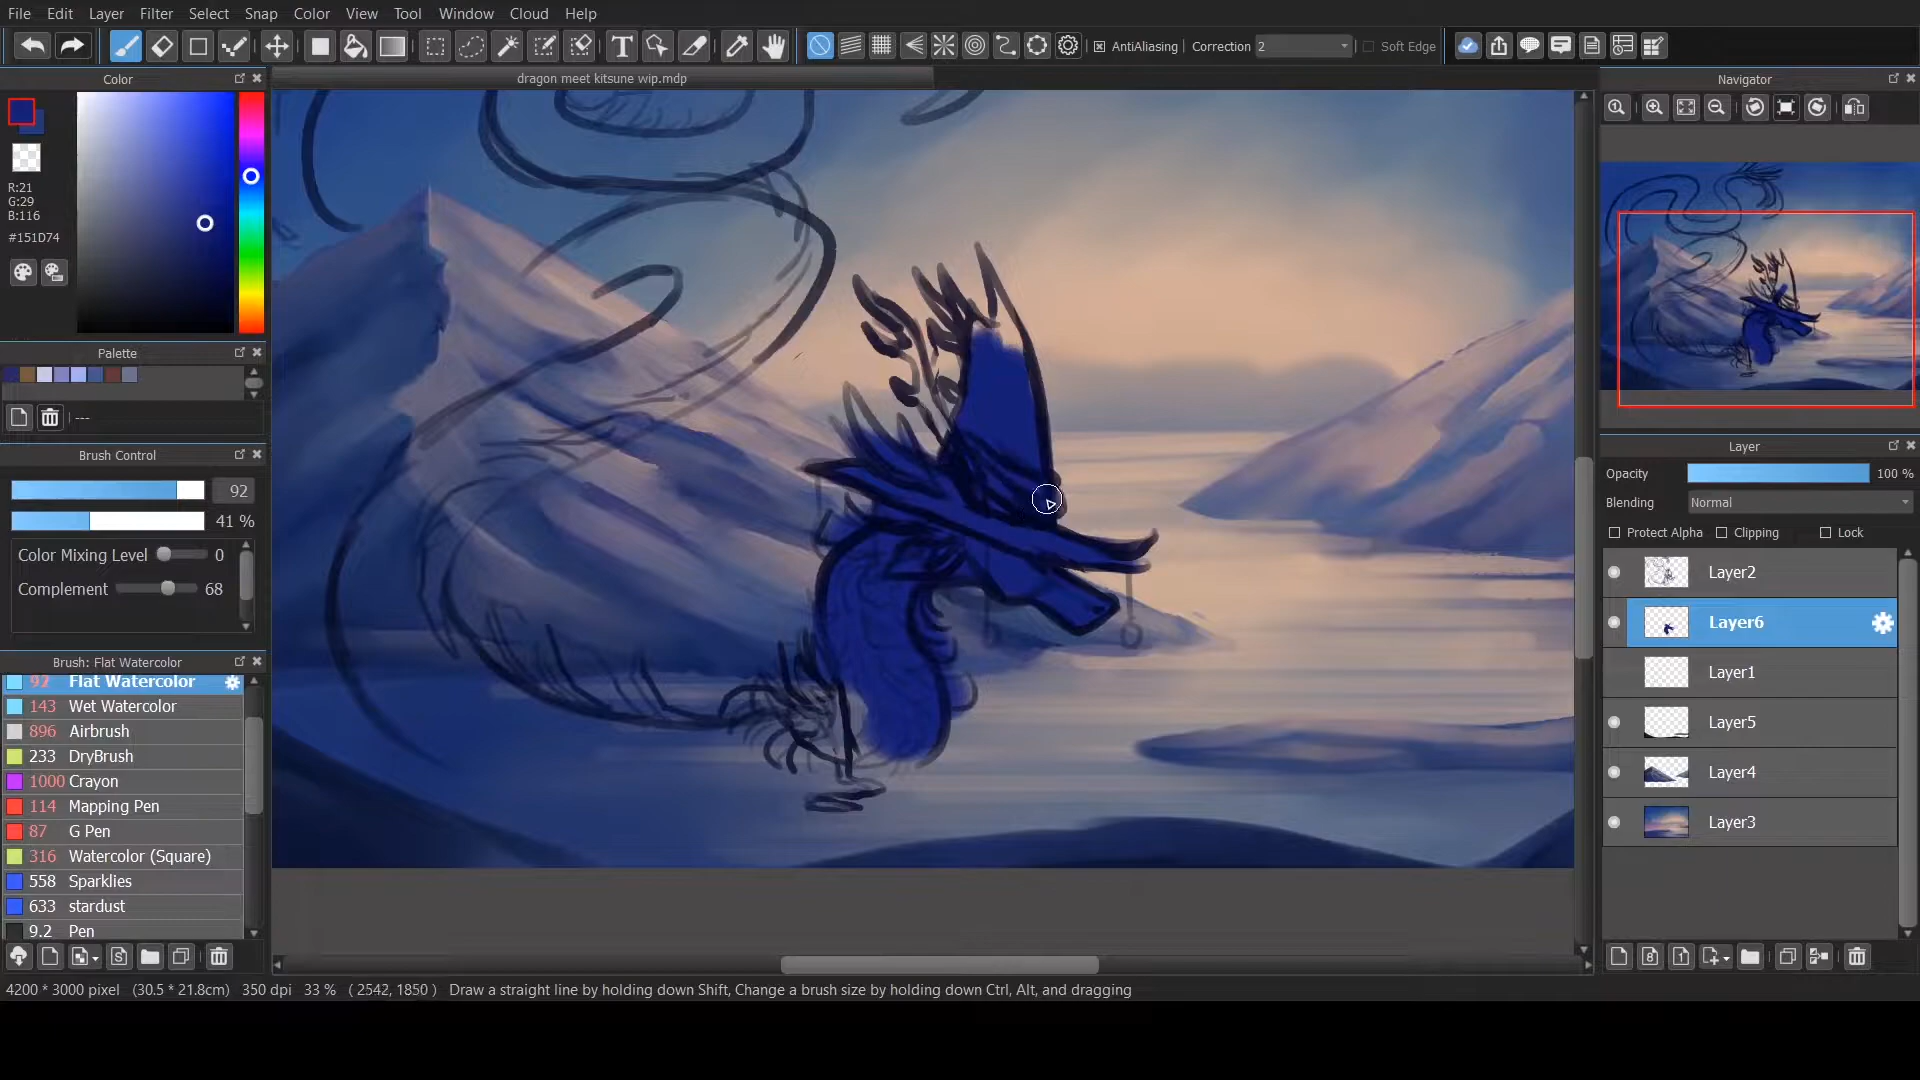 File Edit Layer Filter Select Snap Color View Tool Window Cloud Help
AntiAliasing Correction 2 Soft Edge
Color
dragon meet kitsune wip.mdp
Navigator
R:21
G:29
B:116
#151D74
Palette
---
Brush Control
92
41 %
Color Mixing Level 0
Complement 68
Brush: Flat Watercolor
92 Flat Watercolor
143 Wet Watercolor
896 Airbrush
233 DryBrush
1000 Crayon
114 Mapping Pen
87 G Pen
316 Watercolor (Square)
558 Sparklies
633 stardust
9.2 Pen
Layer
Opacity 100 %
Blending Normal
Protect Alpha Clipping Lock
Layer2
Layer6
Layer1
Layer5
Layer4
Layer3
4200 * 3000 pixel (30.5 * 21.8cm) 350 dpi 33 % ( 2542, 1850 ) Draw a straight line by holding down Shift, Change a brush size by holding down Ctrl, Alt, and dragging